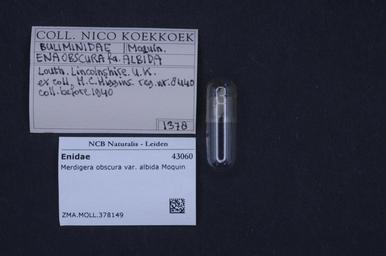 COLL. NICO KOEKKOEK
BULIMINIDAE Moquin.
ENA OBSCURA fa. ALBIDA
Louth. Lincolnshire. U.K.
ex coll. H.C. Higgins reg.nr. 8440
coll. before 1940
1378
NCB Naturalis - Leiden
Enidae 43060
Merdigera obscura var. albida Moquin
ZMA.MOLL.378149